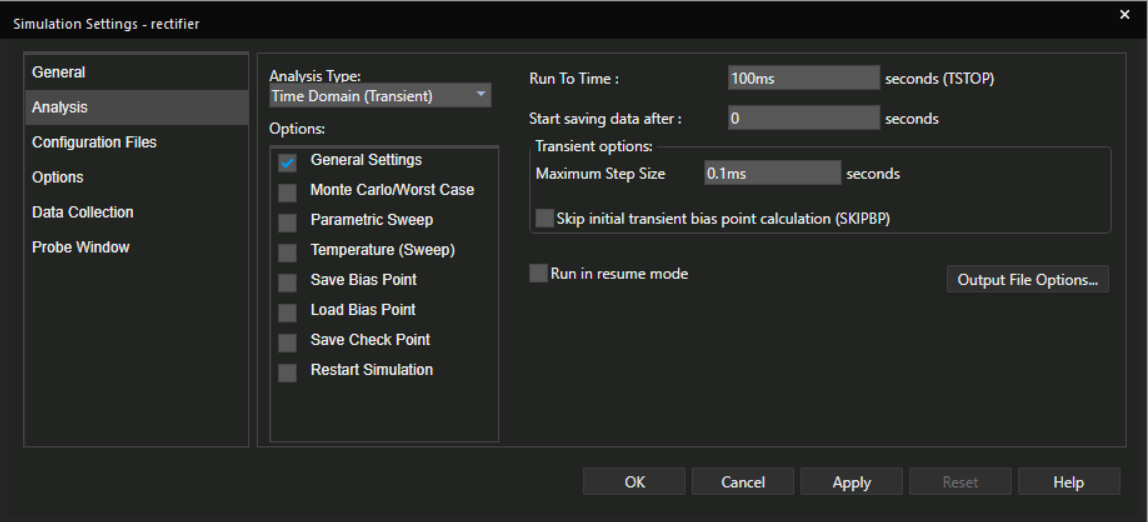 Simulation Settings - rectifier
General
Analysis
Configuration Files
Options
Data Collection
Probe Window
Analysis Type:
Time Domain (Transient)
Options:
General Settings
Monte Carlo/Worst Case
Parametric Sweep
Temperature (Sweep)
Save Bias Point
Load Bias Point
Save Check Point
Restart Simulation
Run To Time : 100ms seconds (TSTOP)
Start saving data after : 0 seconds
Transient options:
Maximum Step Size 0.1ms seconds
Skip initial transient bias point calculation (SKIPBP)
Run in resume mode
Output File Options...
OK Cancel Apply Reset Help